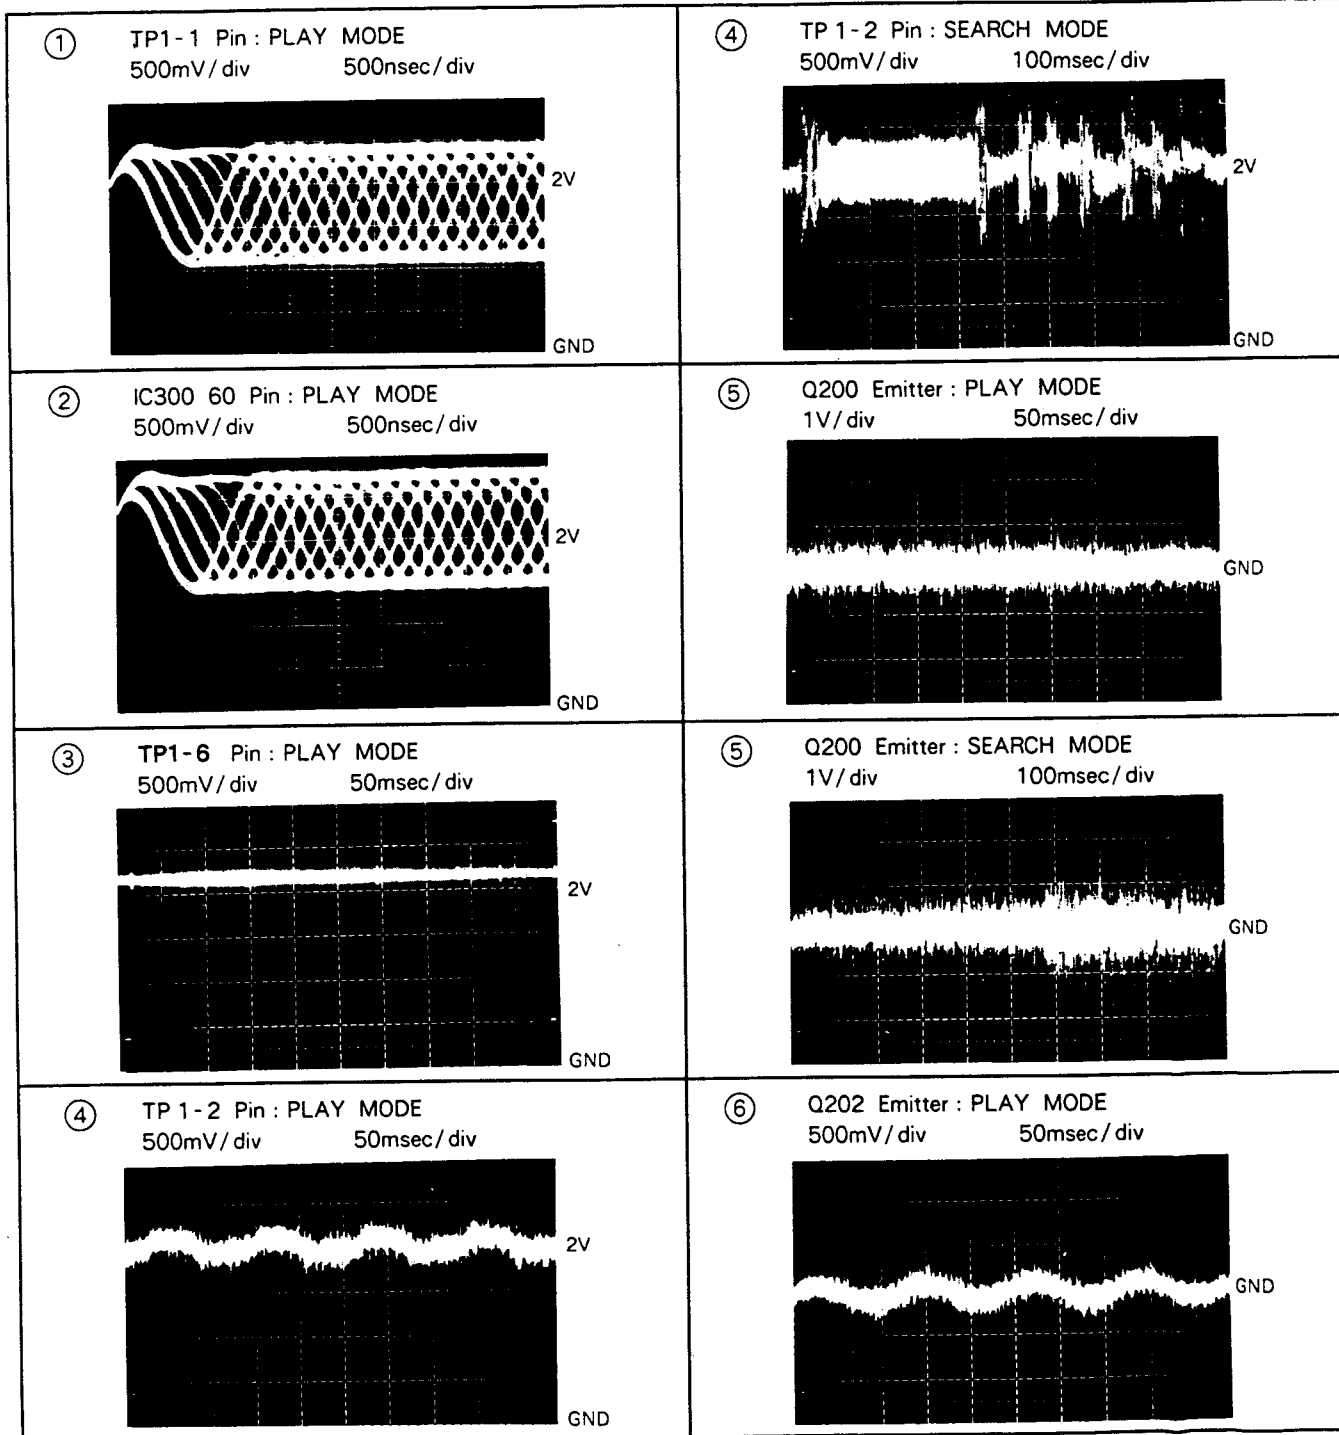 ① TP1-1 Pin : PLAY MODE
500mV/div 500nsec/div
2V
GND
② IC300 60 Pin : PLAY MODE
500mV/div 500nsec/div
2V
GND
③ TP1-6 Pin : PLAY MODE
500mV/div 50msec/div
2V
GND
④ TP 1-2 Pin : PLAY MODE
500mV/div 50msec/div
2V
GND
④ TP 1-2 Pin : SEARCH MODE
500mV/div 100msec/div
2V
GND
⑤ Q200 Emitter : PLAY MODE
1V/div 50msec/div
GND
⑤ Q200 Emitter : SEARCH MODE
1V/div 100msec/div
GND
⑥ Q202 Emitter : PLAY MODE
500mV/div 50msec/div
GND